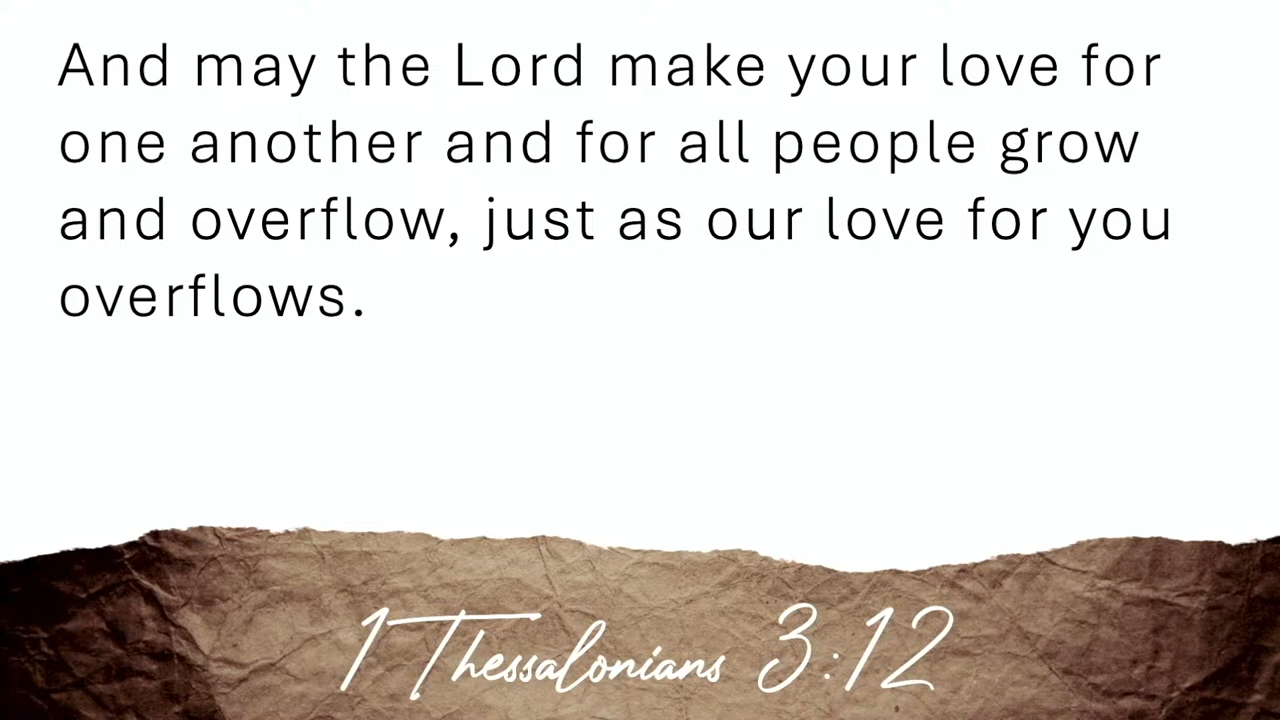 And may the Lord make your love for
one another and for all people grow
and overflow, just as our love for you
overflows.
1 Thessalonians 3:12